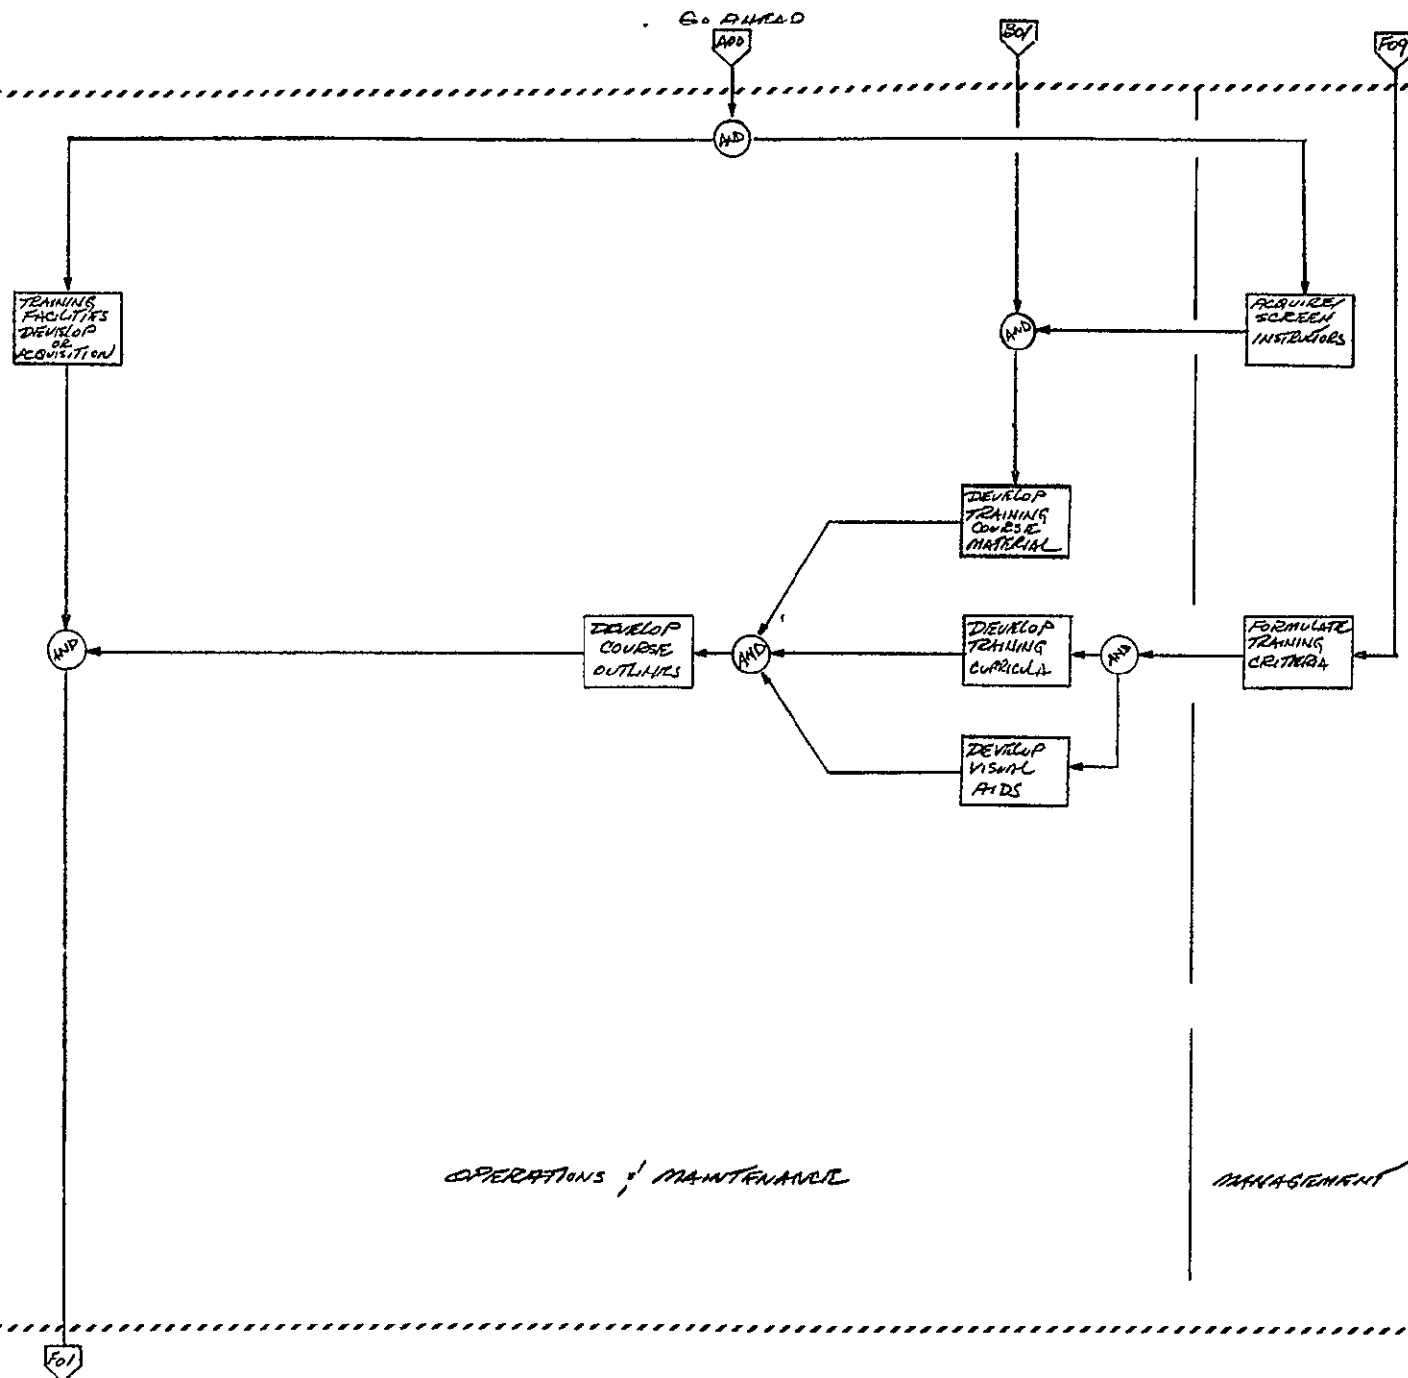 GO AHEAD
A00
B01
F09
AND
TRAINING
FACILITIES
DEVELOP
OR
ACQUISITION
AND
ACQUIRE/
SCREEN
INSTRUCTORS
DEVELOP
TRAINING
COURSE
MATERIAL
AND
DEVELOP
COURSE
OUTLINES
AND
DEVELOP
TRAINING
CURRICULA
AND
FORMULATE
TRAINING
CRITERIA
DEVELOP
VISUAL
AIDS
OPERATIONS & MAINTENANCE
MANAGEMENT
F01